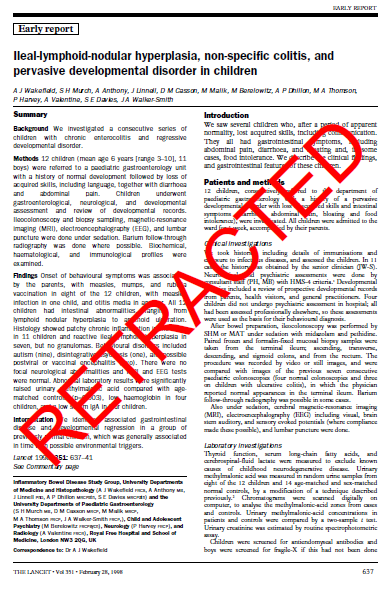 EARLY REPORT
Early report
Ileal-lymphoid-nodular hyperplasia, non-specific colitis, and
pervasive developmental disorder in children
A J Wakefield, S H Murch, A Anthony, J Linnell, D M Casson, M Malik, M Berelowitz, A P Dhillon, M A Thomson,
P Harvey, A Valentine, S E Davies, J A Walker-Smith
Summary
Background We investigated a consecutive series
of children with chronic enterocolitis and regressive
developmental disorder.
Methods 12 children (mean age 6 years [range 3–10], 11
boys) were referred to a paediatric gastroenterology unit
with a history of normal development followed by loss of
acquired skills, including language, together with diarrhoea
and abdominal pain. Children underwent
gastroenterological, neurological, and developmental
assessment and review of developmental records.
Ileocolonoscopy and biopsy sampling, magnetic-resonance
imaging (MRI), electroencephalography (EEG), and lumbar
puncture were done under sedation. Barium follow-through
radiography was done where possible. Biochemical,
haematological, and immunological profiles were
examined.
Findings Onset of behavioural symptoms was associated
by the parents, with measles, mumps, and rubella
vaccination in eight of the 12 children, with measles
infection in one child, and otitis media in another. All 12
children had intestinal abnormalities, ranging from
lymphoid nodular hyperplasia to aphthoid ulceration.
Histology showed patchy chronic inflammation in
in 11 children and reactive ileal lymphoid hyperplasia in
seven, but no granulomas. Behavioural disorders included
autism (nine), disintegrative psychosis (one), and possible
postviral or vaccinal encephalitis (two). There were no
focal neurological abnormalities and MRI and EEG tests
were normal. Abnormal laboratory results were significantly
raised urinary methylmalonic acid compared with age-
matched controls (p=0·003), low haemoglobin in four
children, and a low serum IgA in four children.
Interpretation We identified associated gastrointestinal
disease and developmental regression in a group of
previously normal children, which was generally associated
in time with possible environmental triggers.
Lancet 1998; 351: 637–41
See Commentary page
Inflammatory Bowel Disease Study Group, University Departments
of Medicine and Histopathology (A J Wakefield FRCS, A Anthony MB,
J Linnell PhD, A P Dhillon MRCPath, S E Davies MRCPath) and the
University Departments of Paediatric Gastroenterology
(S H Murch MB, D M Casson MRCP, M Malik MRCP,
M A Thomson FRCP, J A Walker-Smith FRCP,), Child and Adolescent
Psychiatry (M Berelowitz FRCPsych), Neurology (P Harvey FRCP), and
Radiology (A Valentine FRCR), Royal Free Hospital and School of
Medicine, London NW3 2QG, UK
Correspondence to: Dr A J Wakefield
Introduction
We saw several children who, after a period of apparent
normality, lost acquired skills, including communication.
They all had gastrointestinal symptoms, including
abdominal pain, diarrhoea, and bloating and, in some
cases, food intolerance. We describe the clinical findings,
and gastrointestinal features of these children.
Patients and methods
12 children, consecutively referred to the department of
paediatric gastroenterology with a history of a pervasive
developmental disorder with loss of acquired skills and intestinal
symptoms (diarrhoea, abdominal pain, bloating and food
intolerance), were investigated. All children were admitted to the
ward for 1 week, accompanied by their parents.
Clinical investigations
We took histories, including details of immunisations and
exposure to infectious diseases, and assessed the children. In 11
cases the history was obtained by the senior clinician (JW-S).
Neurological and psychiatric assessments were done by
consultant staff (PH, MB) with HMS-4 criteria. Developmental
histories included a review of prospective developmental records
from parents, health visitors, and general practitioners. Four
children did not undergo psychiatric assessment in hospital; all
had been assessed professionally elsewhere, so these assessments
were used as the basis for their behavioural diagnosis.
After bowel preparation, ileocolonoscopy was performed by
SHM or MAT under sedation with midazolam and pethidine.
Paired frozen and formalin-fixed mucosal biopsy samples were
taken from the terminal ileum; ascending, transverse,
descending, and sigmoid colons, and from the rectum. The
procedure was recorded by video or still images, and were
compared with images of the previous seven consecutive
paediatric colonoscopies (four normal colonoscopies and three
on children with ulcerative colitis), in which the physician
reported normal appearances in the terminal ileum. Barium
follow-through radiography was possible in some cases.
Also under sedation, cerebral magnetic-resonance imaging
(MRI), electroencephalography (EEG) including visual, brain
stem auditory, and sensory evoked potentials (where compliance
made these possible), and lumbar puncture were done.
Laboratory investigations
Thyroid function, serum long-chain fatty acids, and
cerebrospinal-fluid lactate were measured to exclude known
causes of childhood neurodegenerative disease. Urinary
methylmalonic acid was measured in random urine samples from
eight of the 12 children and 14 age-matched and sex-matched
normal controls, by a modification of a technique described
previously. Chromatograms were scanned digitally on
computer, to analyse the methylmalonic-acid zones from cases
and controls. Urinary methylmalonic-acid concentrations in
patients and controls were compared by a two-sample t test.
Urinary creatinine was estimated by routine spectrophotometric
assay.
Children were screened for antiendomyseal antibodies and
boys were screened for fragile-X if this had not been done
THE LANCET • Vol 351 • February 28, 1998
637
RETRACTED